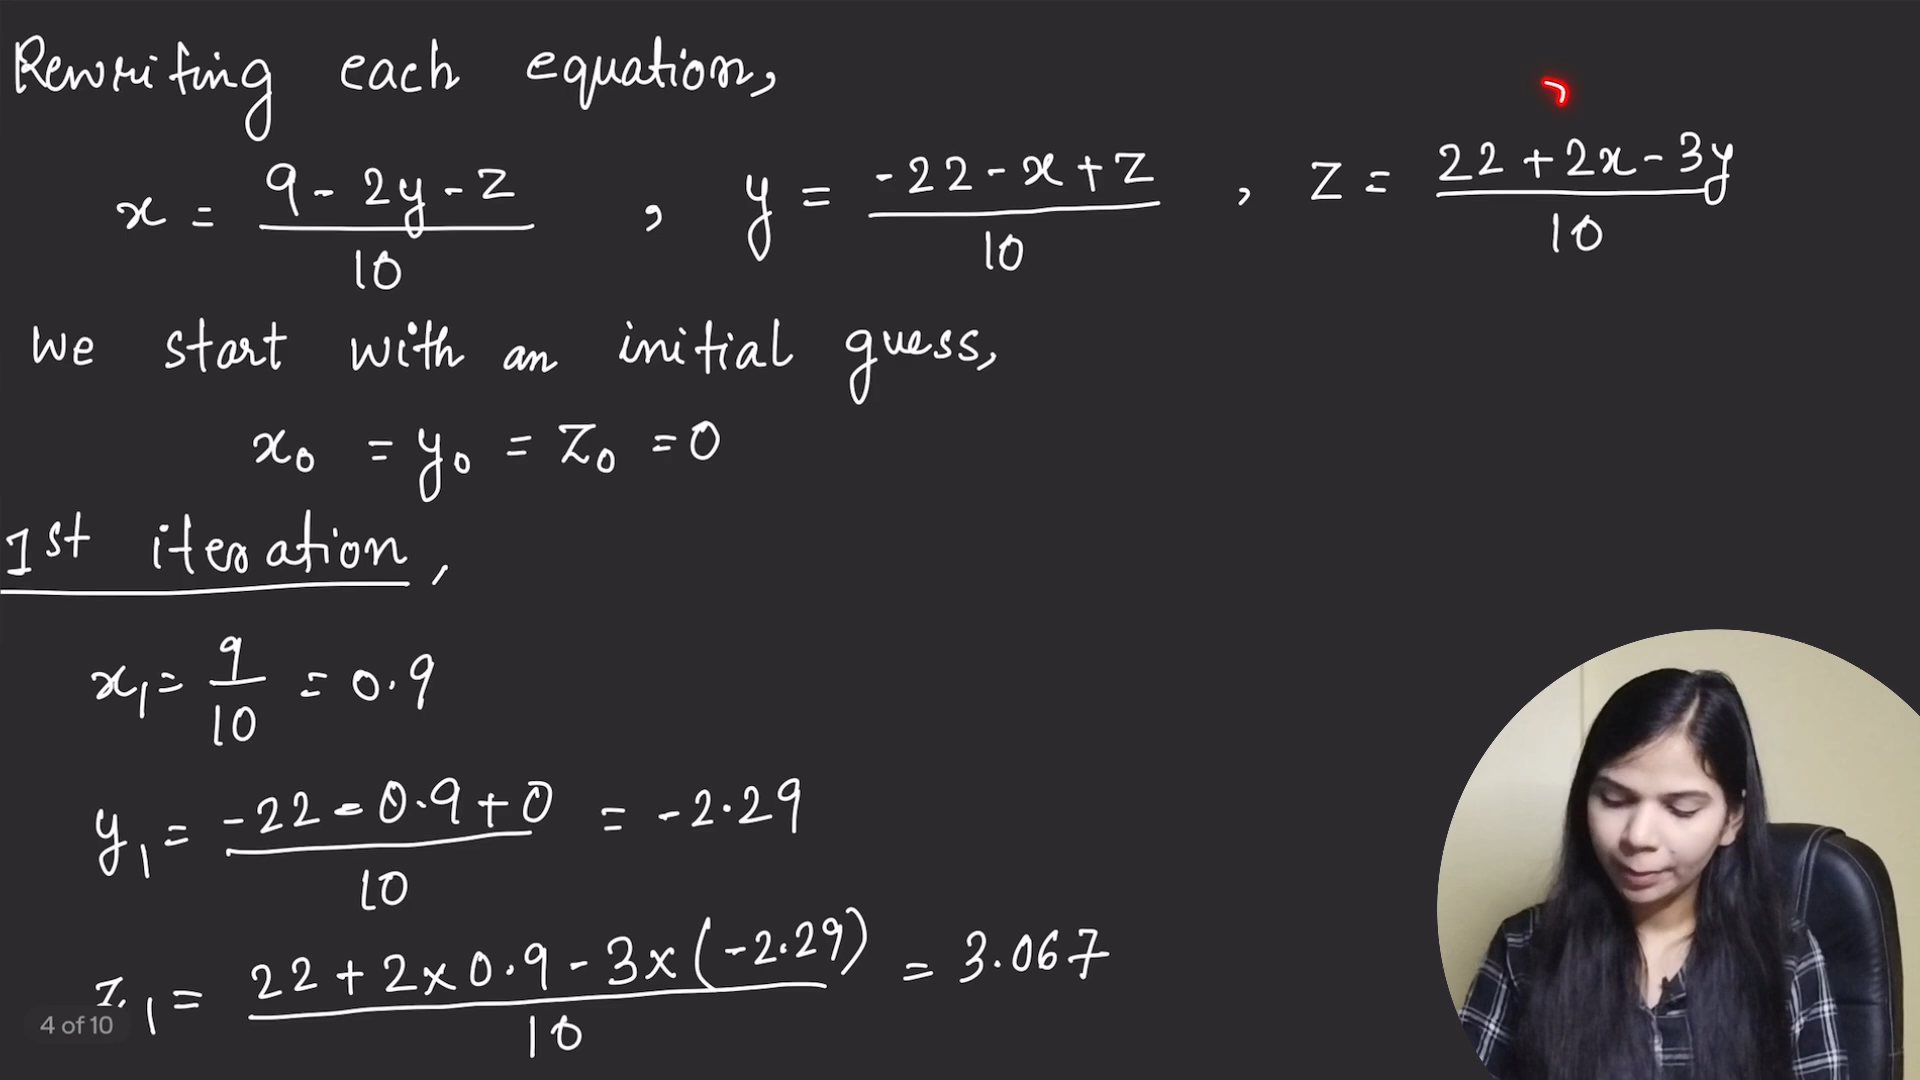 Rewriting each equation,
x = (9 - 2y - z)/10 , y = (-22 - x + z)/10 , z = (22 + 2x - 3y)/10
We start with an initial guess,
x₀ = y₀ = z₀ = 0
1st iteration,
x₁ = 9/10 = 0.9
y₁ = (-22 - 0.9 + 0)/10 = -2.29
z₁ = (22 + 2 x 0.9 - 3 x (-2.29))/10 = 3.067
4 of 10